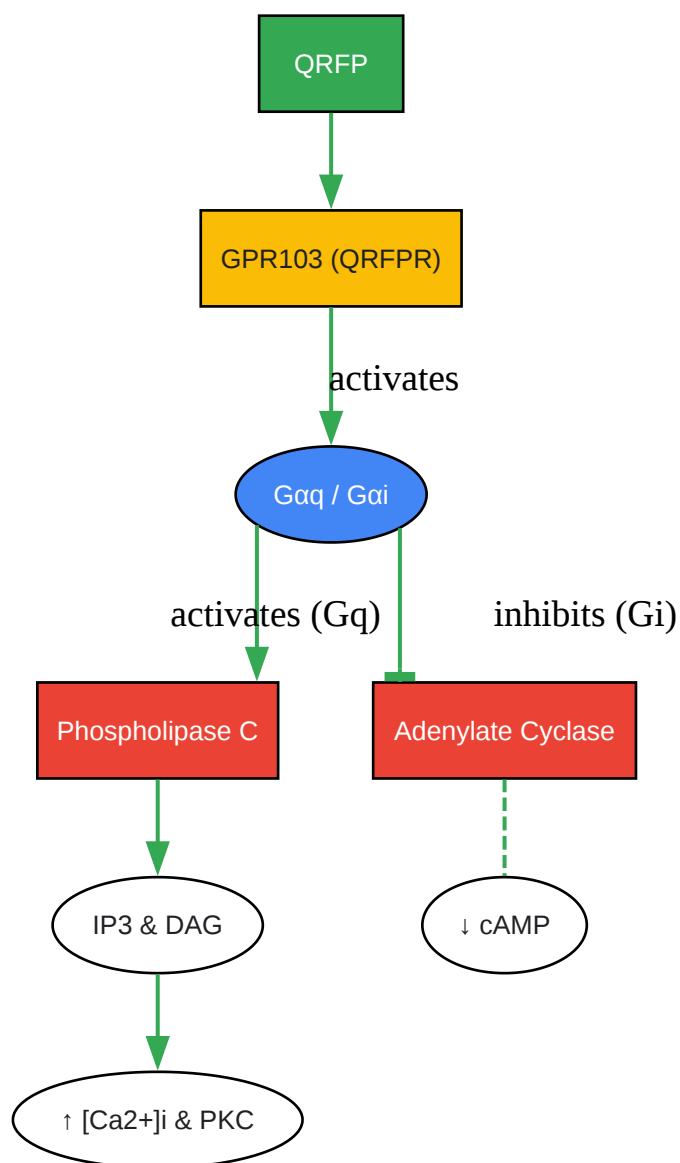 QRFP
GPR103 (QRFPR)
activates
Gαq / Gαi
activates (Gq)
inhibits (Gi)
Phospholipase C
Adenylate Cyclase
IP3 & DAG
↓ cAMP
↑ [Ca2+]i & PKC